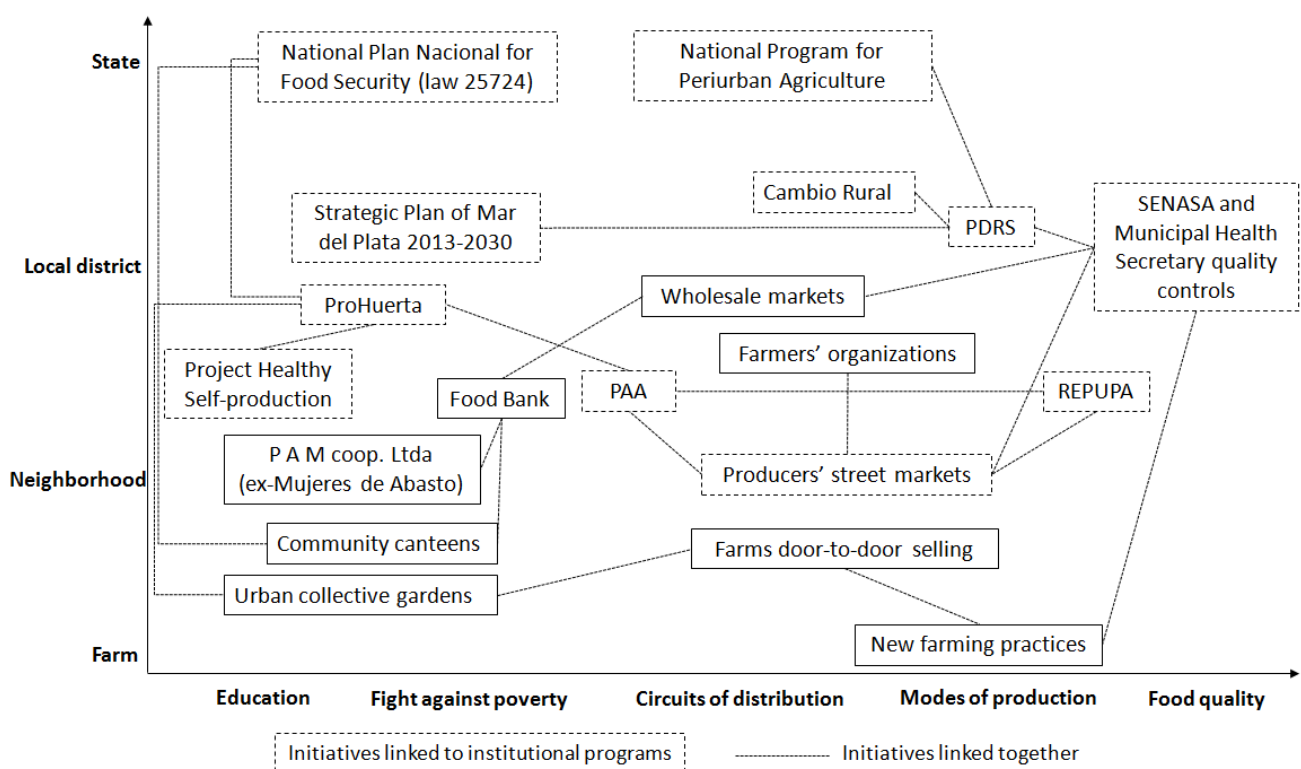 State
National Plan Nacional for
Food Security (law 25724)
National Program for
Periurban Agriculture
Cambio Rural
Strategic Plan of Mar
del Plata 2013-2030
PDRS
SENASA and
Municipal Health
Secretary quality
controls
Local district
ProHuerta
Wholesale markets
Farmers' organizations
Project Healthy
Self-production
Food Bank
PAA
REPUPA
P A M coop. Ltda
(ex-Mujeres de Abasto)
Neighborhood
Producers' street markets
Community canteens
Farms door-to-door selling
Urban collective gardens
New farming practices
Farm
Education
Fight against poverty
Circuits of distribution
Modes of production
Food quality
Initiatives linked to institutional programs
Initiatives linked together